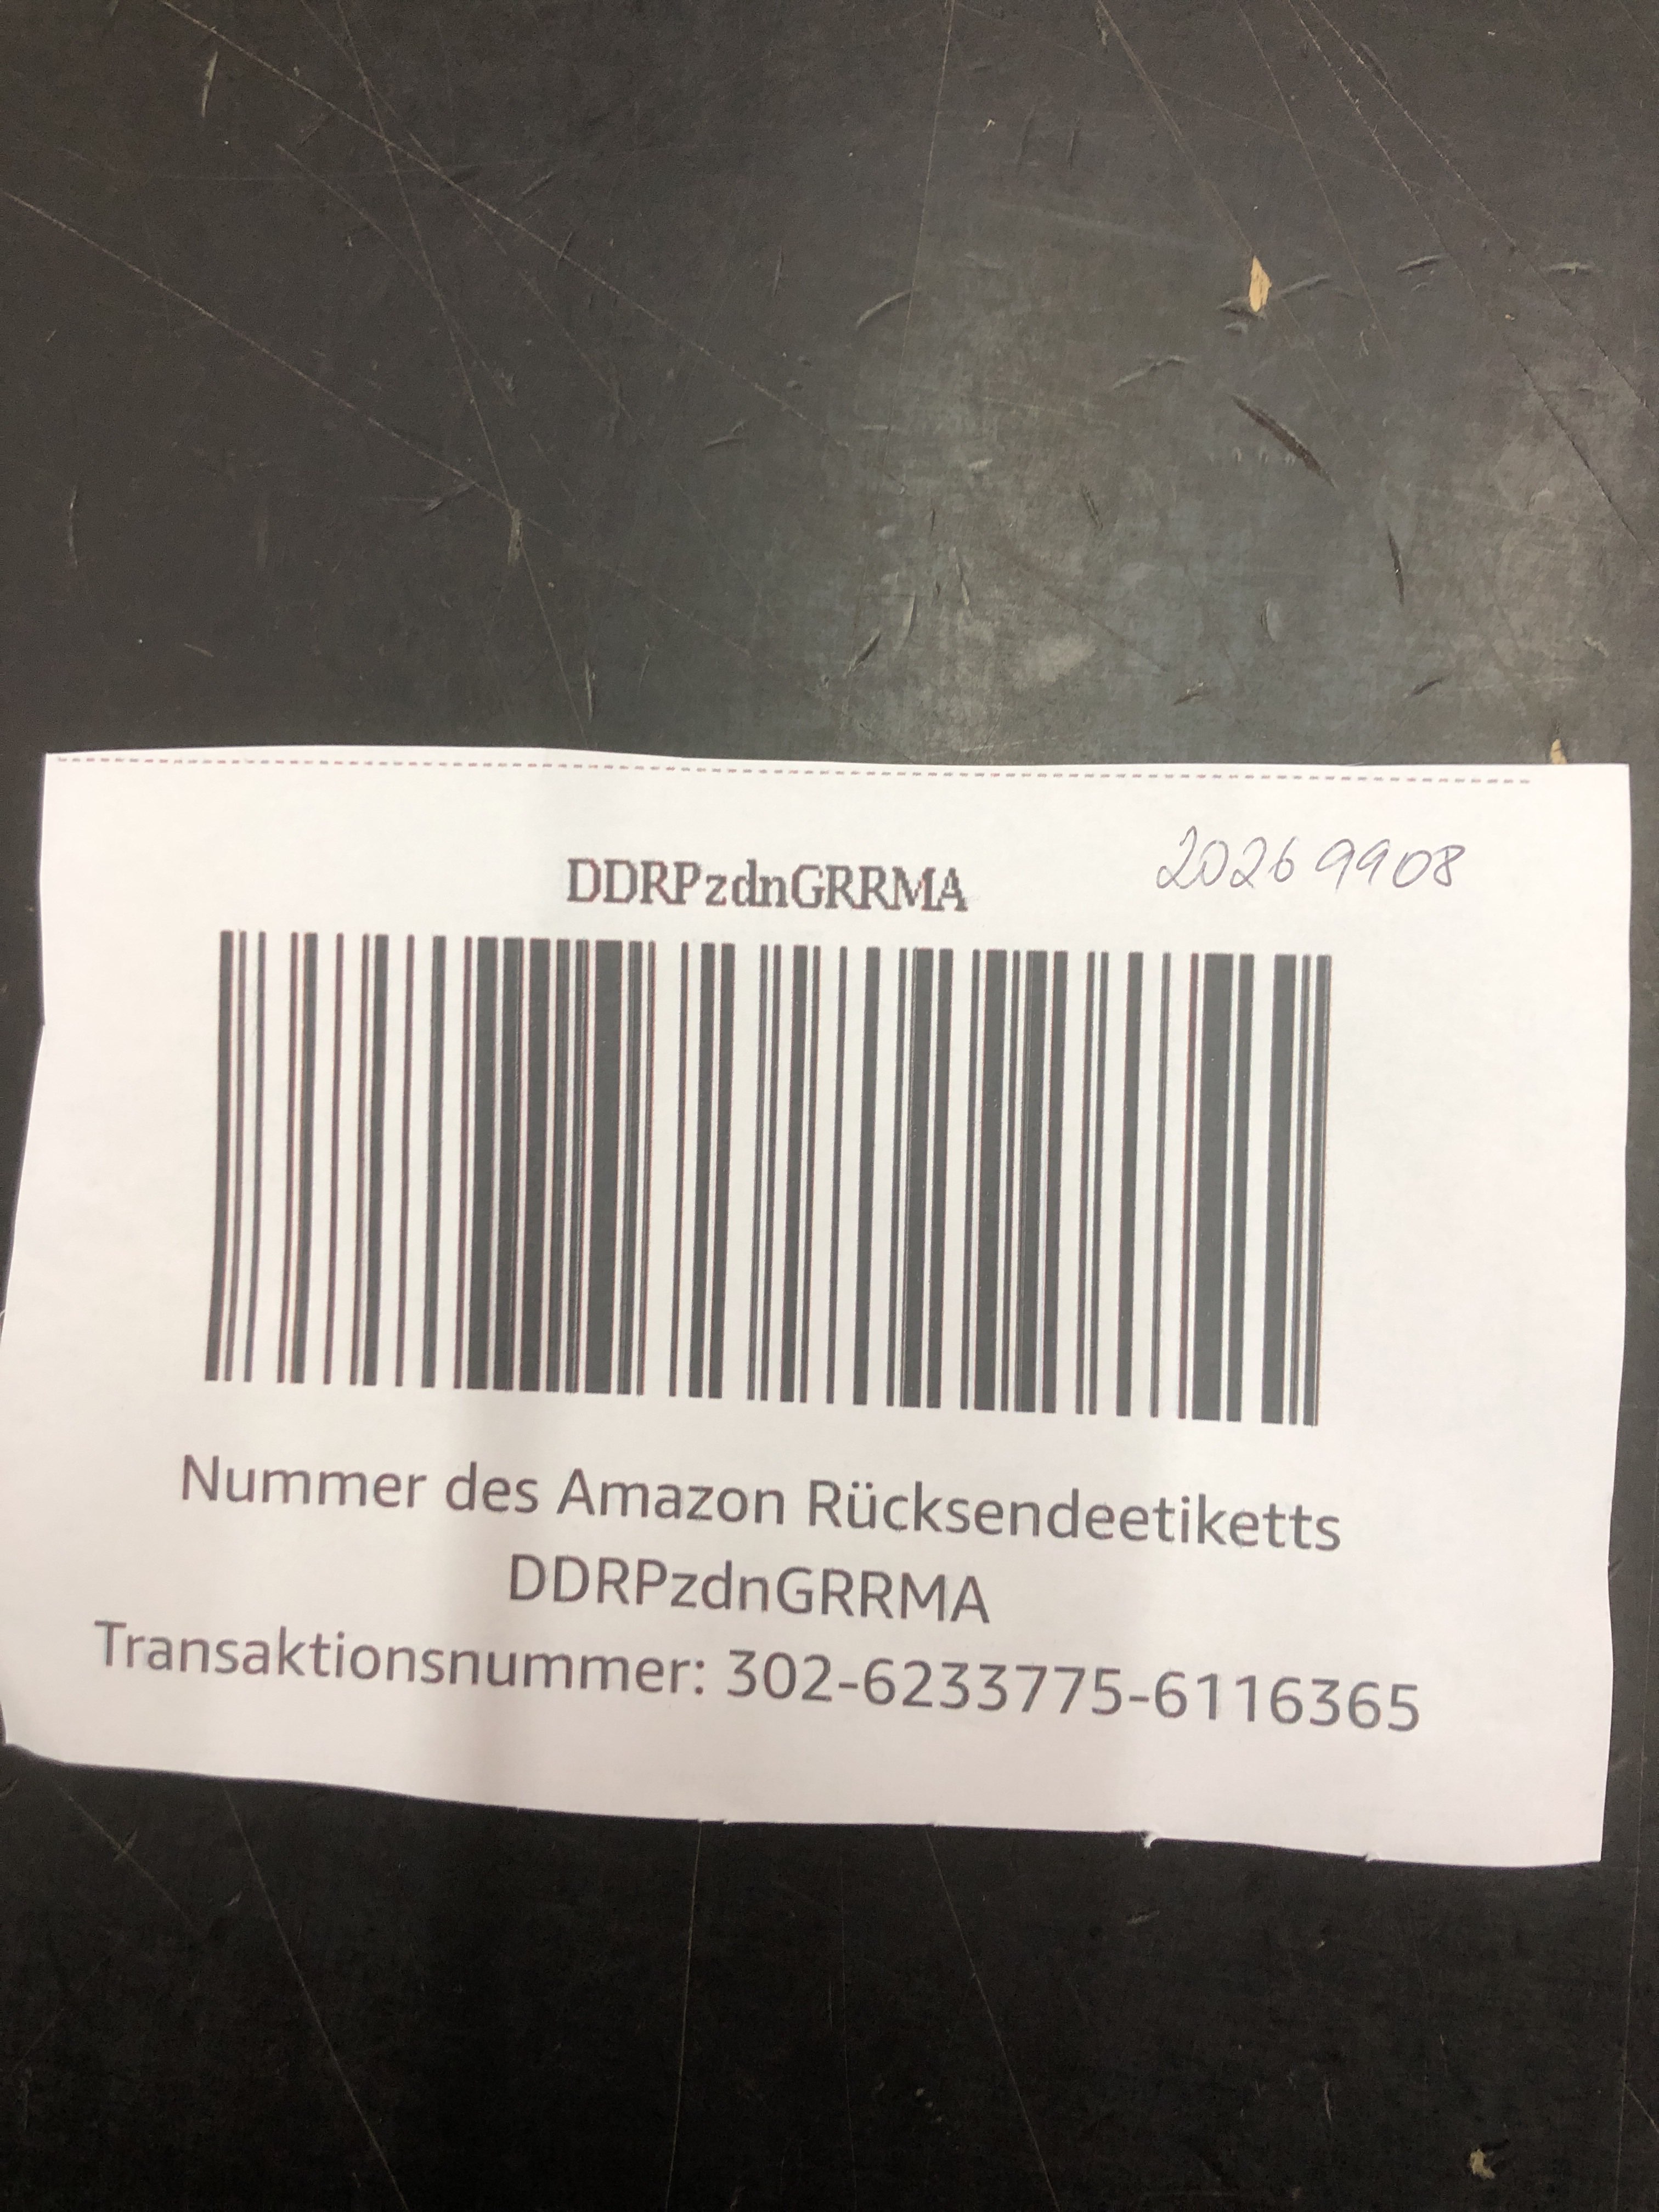 DDRPzdnGRRMA
20269908
Nummer des Amazon Rücksendeetiketts
DDRPzdnGRRMA
Transaktionsnummer: 302-6233775-6116365